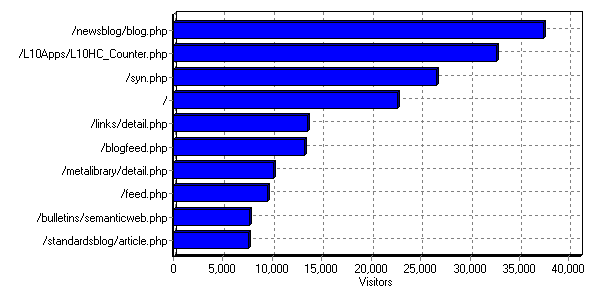 /newsblog/blog.php
/L10Apps/L10HC_Counter.php
/syn.php
/
/links/detail.php
/blogfeed.php
/metalibrary/detail.php
/feed.php
/bulletins/semanticweb.php
/standardsblog/article.php
0 5,000 10,000 15,000 20,000 25,000 30,000 35,000 40,000
Visitors